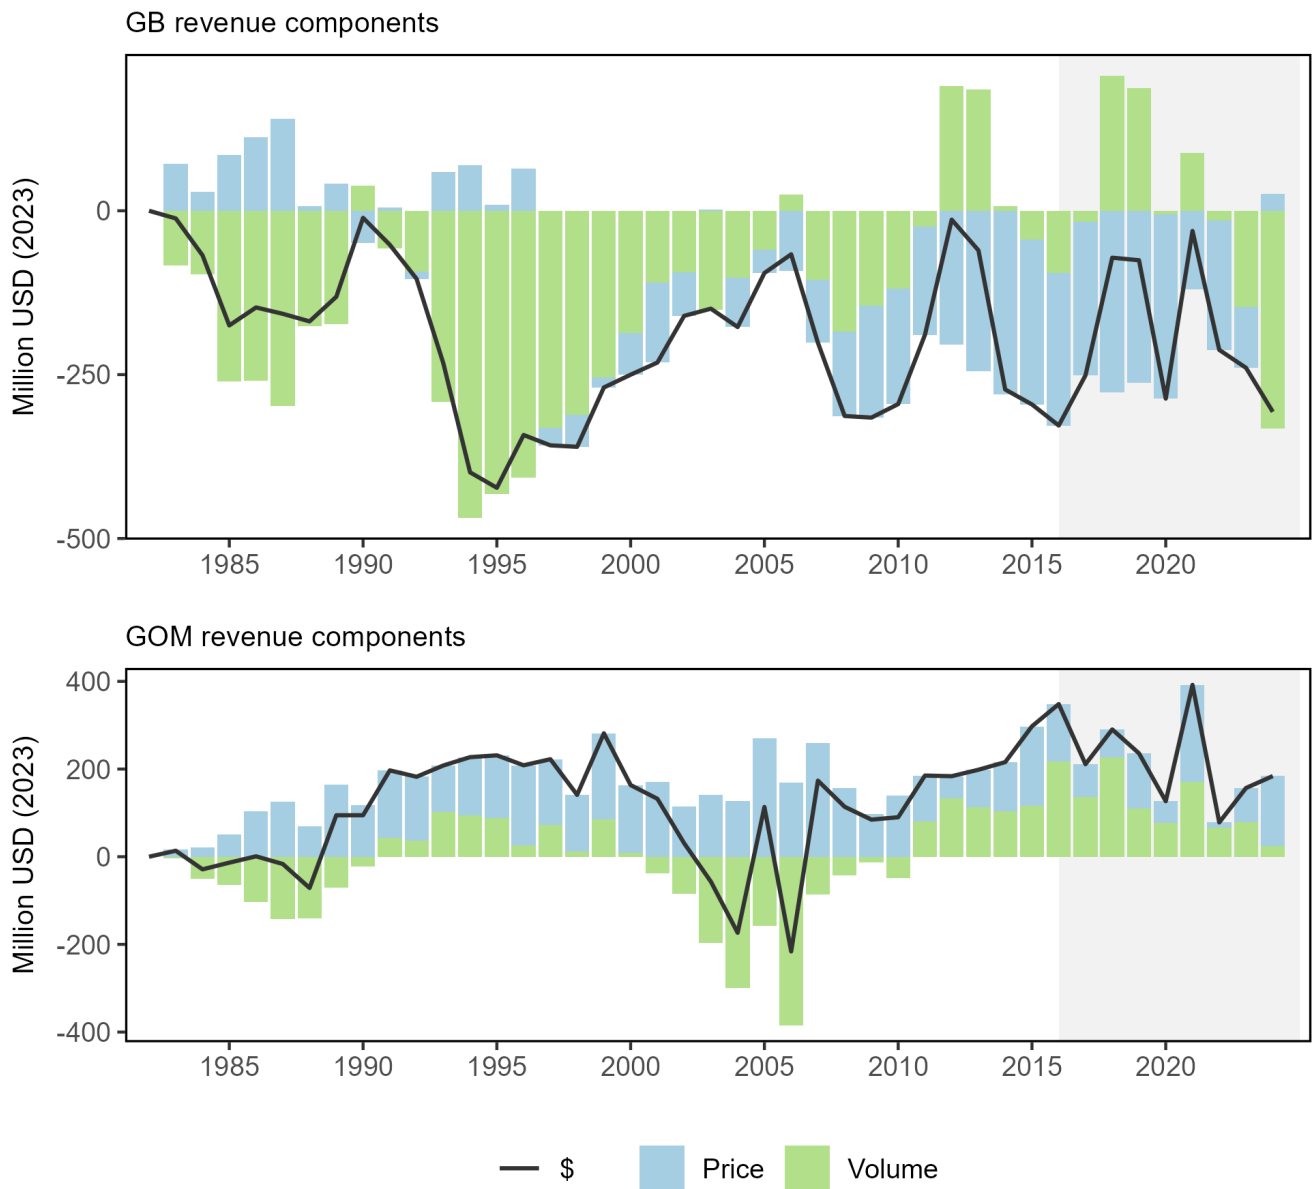 GB revenue components
Million USD (2023)
0
-250
-500
1985 1990 1995 2000 2005 2010 2015 2020
GOM revenue components
Million USD (2023)
400
200
0
-200
-400
1985 1990 1995 2000 2005 2010 2015 2020
$ Price Volume